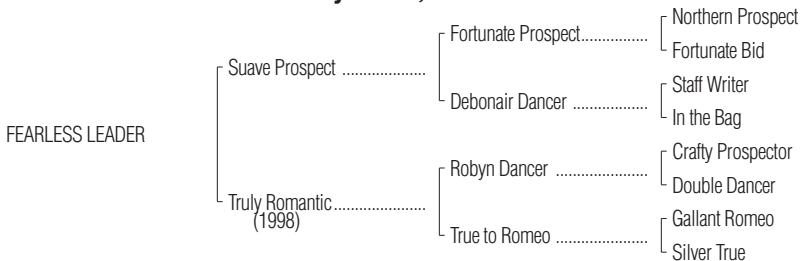 Northern Prospect
Fortunate Prospect.................
Fortunate Bid
Suave Prospect ....................
Staff Writer
Debonair Dancer ..................
In the Bag
FEARLESS LEADER
Crafty Prospector
Robyn Dancer ......................
Double Dancer
Truly Romantic......................
(1998)
Gallant Romeo
True to Romeo ......................
Silver True